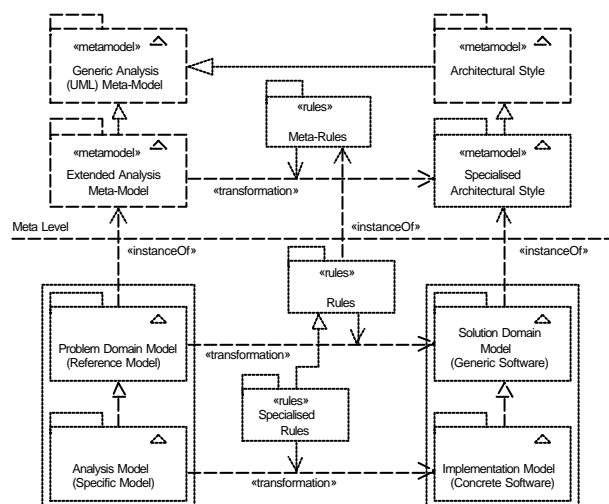 «metamodel»
Generic Analysis
(UML) Meta-Model
«metamodel»
Architectural Style
«rules»
Meta-Rules
«metamodel»
Extended Analysis
Meta-Model
«transformation»
«metamodel»
Specialised
Architectural Style
Meta Level
«instanceOf»
«instanceOf»
«instanceOf»
«rules»
Rules
Problem Domain Model
(Reference Model)
«transformation»
Solution Domain
Model
(Generic Software)
«rules»
Specialised
Rules
Analysis Model
(Specific Model)
«transformation»
Implementation Model
(Concrete Software)